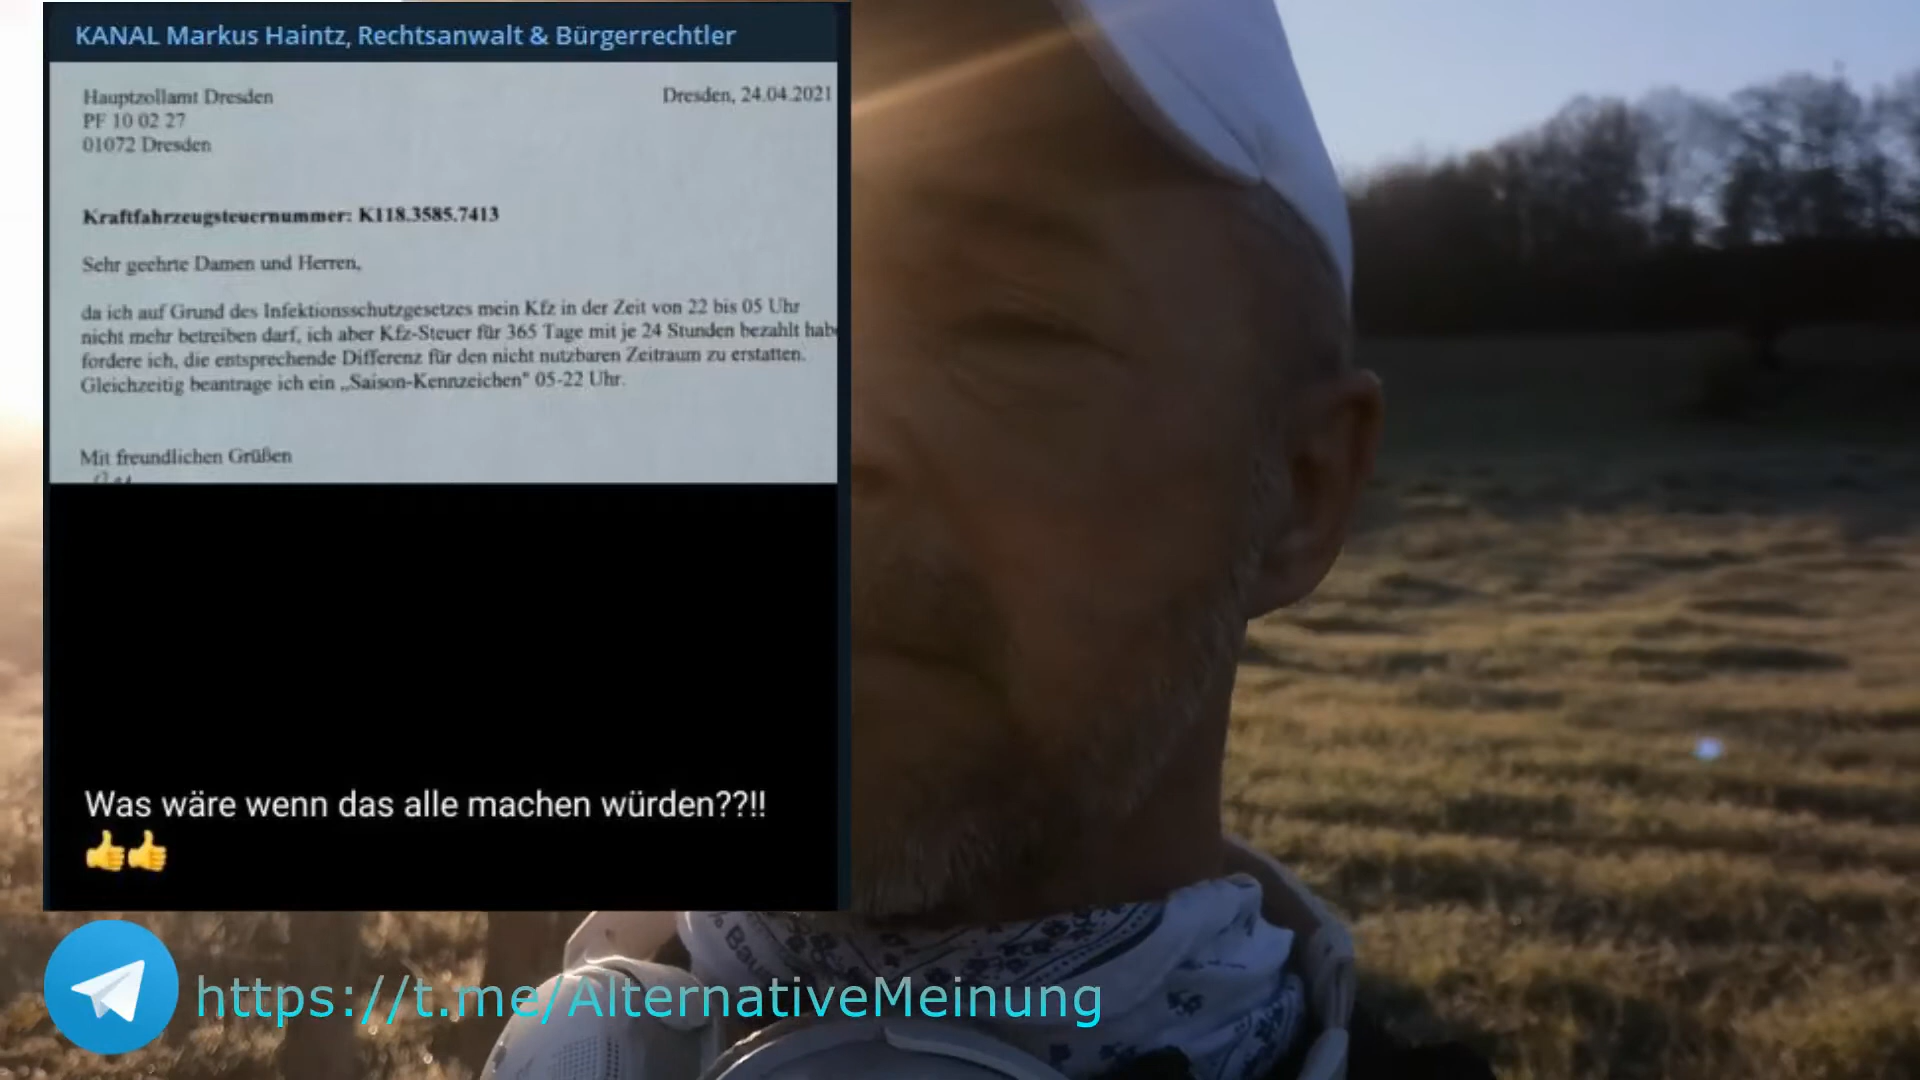 KANAL Markus Haintz, Rechtsanwalt & Bürgerrechtler
Hauptzollamt Dresden
Dresden, 24.04.2021
PF 10 02 27
01072 Dresden
Kraftfahrzeugsteuernummer: K118.3585.7413
Sehr geehrte Damen und Herren,
da ich auf Grund des Infektionsschutzgesetzes mein Kfz in der Zeit von 22 bis 05 Uhr
nicht mehr betreiben darf, ich aber Kfz-Steuer für 365 Tage mit je 24 Stunden bezahlt hab
fordere ich, die entsprechende Differenz für den nicht nutzbaren Zeitraum zu erstatten.
Gleichzeitig beantrage ich ein „Saison-Kennzeichen" 05-22 Uhr.
Mit freundlichen Grüßen
Was wäre wenn das alle machen würden??!!
👍👍
https://t.me/AlternativeMeinung